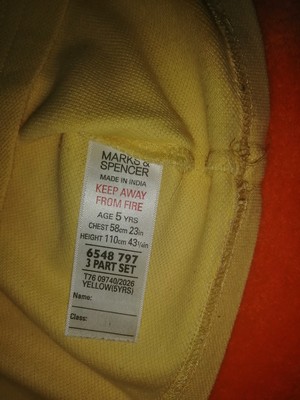 MARKS &
SPENCER
MADE IN INDIA
KEEP AWAY
FROM FIRE
AGE 5 YRS
CHEST 58cm 23in
HEIGHT 110cm 43¼in
6548 797
3 PART SET
T76 09740/2026
YELLOW(5YRS)
Name:
Class: